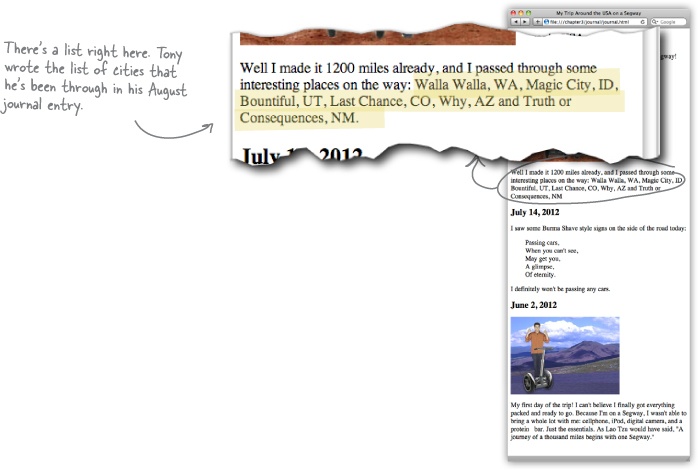 There's a list right here. Tony
wrote the list of cities that
he's been through in his August
journal entry.
Well I made it 1200 miles already, and I passed through some
interesting places on the way: Walla Walla, WA, Magic City, ID,
Bountiful, UT, Last Chance, CO, Why, AZ and Truth or
Consequences, NM.
July 1 , 2012
My Trip Around the USA on a Segway
file:///chapter3/journal/journal.html
Google
egway!
Well I made it 1200 miles already, and I passed through some
interesting places on the way: Walla Walla, WA, Magic City, ID
Bountiful, UT, Last Chance, CO, Why, AZ and Truth or
Consequences, NM
July 14, 2012
I saw some Burma Shave style signs on the side of the road today:
Passing cars,
When you can't see,
May get you,
A glimpse,
Of eternity.
I definitely won't be passing any cars.
June 2, 2012
My first day of the trip! I can't believe I finally got everything
packed and ready to go. Because I'm on a Segway, I wasn't able to
bring a whole lot with me: cellphone, iPod, digital camera, and a
protein bar. Just the essentials. As Lao Tzu would have said, "A
journey of a thousand miles begins with one Segway."